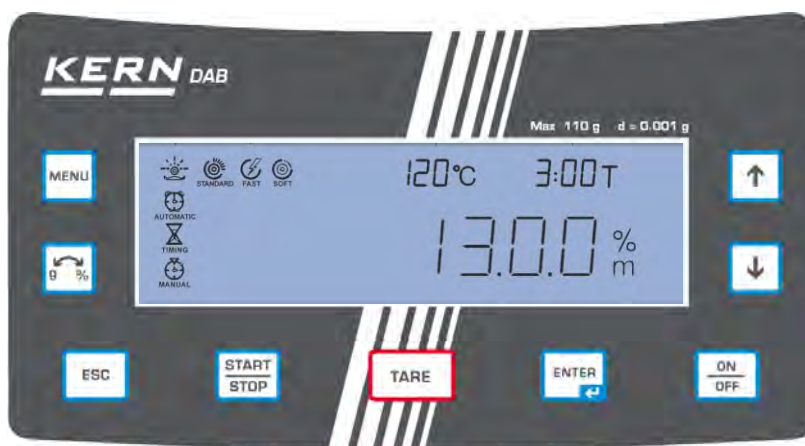 KERN DAB
Max 110 g d = 0.001 g
MENU
STANDARD FAST SOFT
120°C 3:00T
↑
AUTOMATIC
TIMING
13.0.0 % m
g %
MANUAL
↓
ESC
START
STOP
TARE
ENTER
ON
OFF